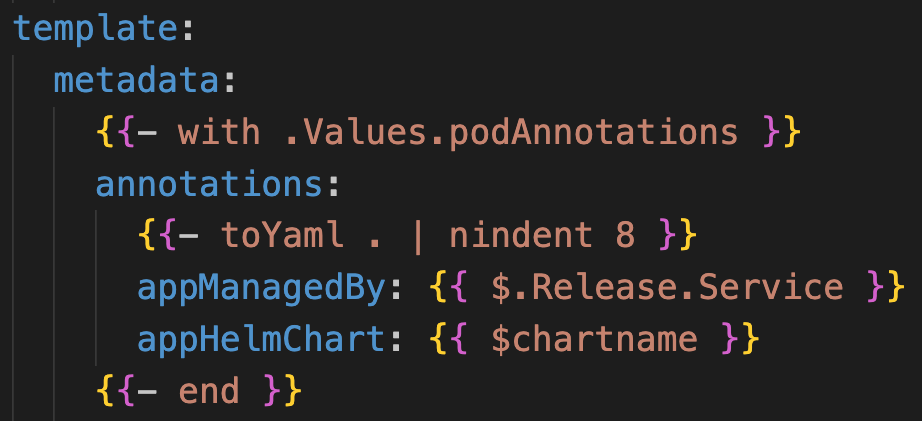 template:
  metadata:
    {{- with .Values.podAnnotations }}
    annotations:
      {{- toYaml . | nindent 8 }}
      appManagedBy: {{ $.Release.Service }}
      appHelmChart: {{ $chartname }}
    {{- end }}